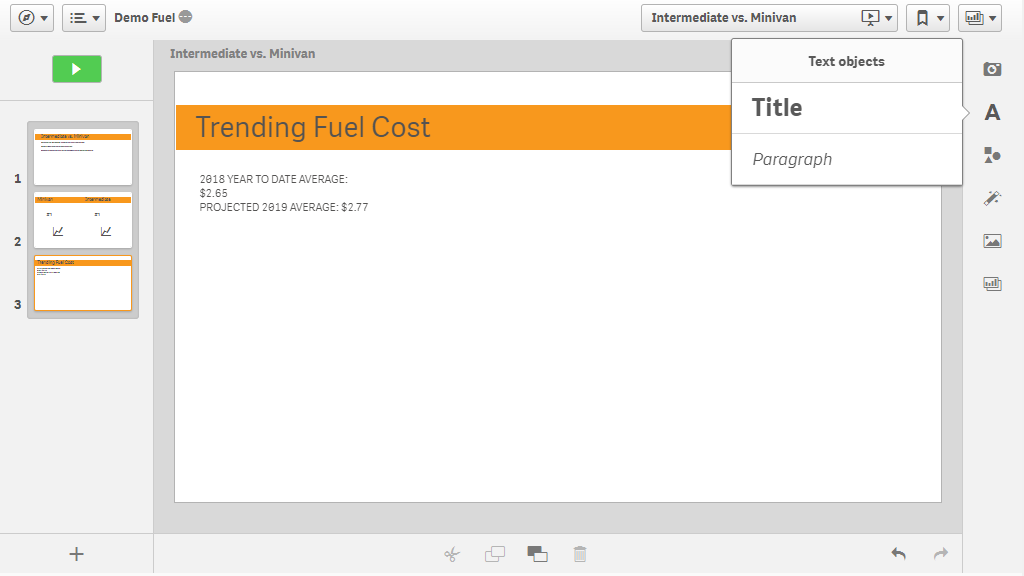 Demo Fuel
Intermediate vs. Minivan
Intermediate vs. Minivan
Text objects
Title
Paragraph
Trending Fuel Cost
2018 YEAR TO DATE AVERAGE:
$2.65
PROJECTED 2019 AVERAGE: $2.77
Intermediate vs. Minivan
1
Minivan Intermediate
2
Trending Fuel Cost
3
A